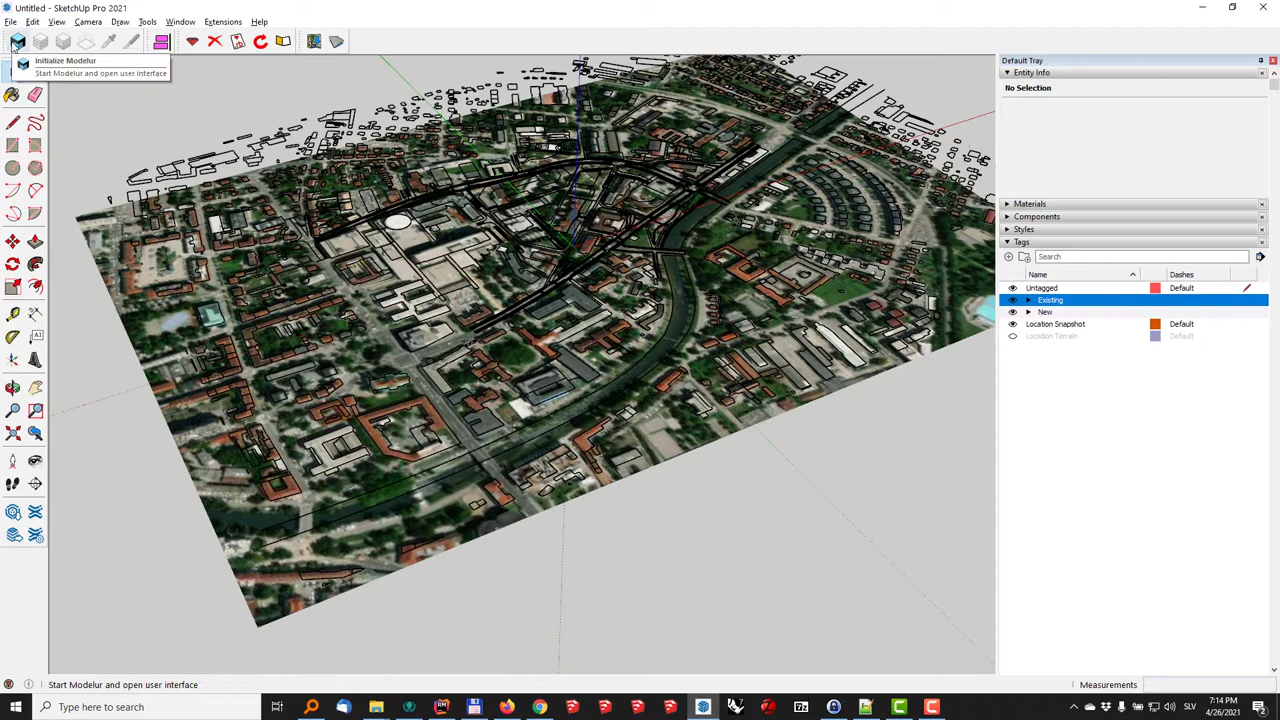 Untitled - SketchUp Pro 2021
File Edit View Camera Draw Tools Window Extensions Help
Initialize Modelur
Start Modelur and open user interface
Default Tray
Entity Info
No Selection
Materials
Components
Styles
Tags
Search
Name Dashes
Untagged Default
Existing
New
Location Snapshot Default
Location Terrain Default
Start Modelur and open user interface
Measurements
Type here to search
SLV
7:14 PM
4/26/2021